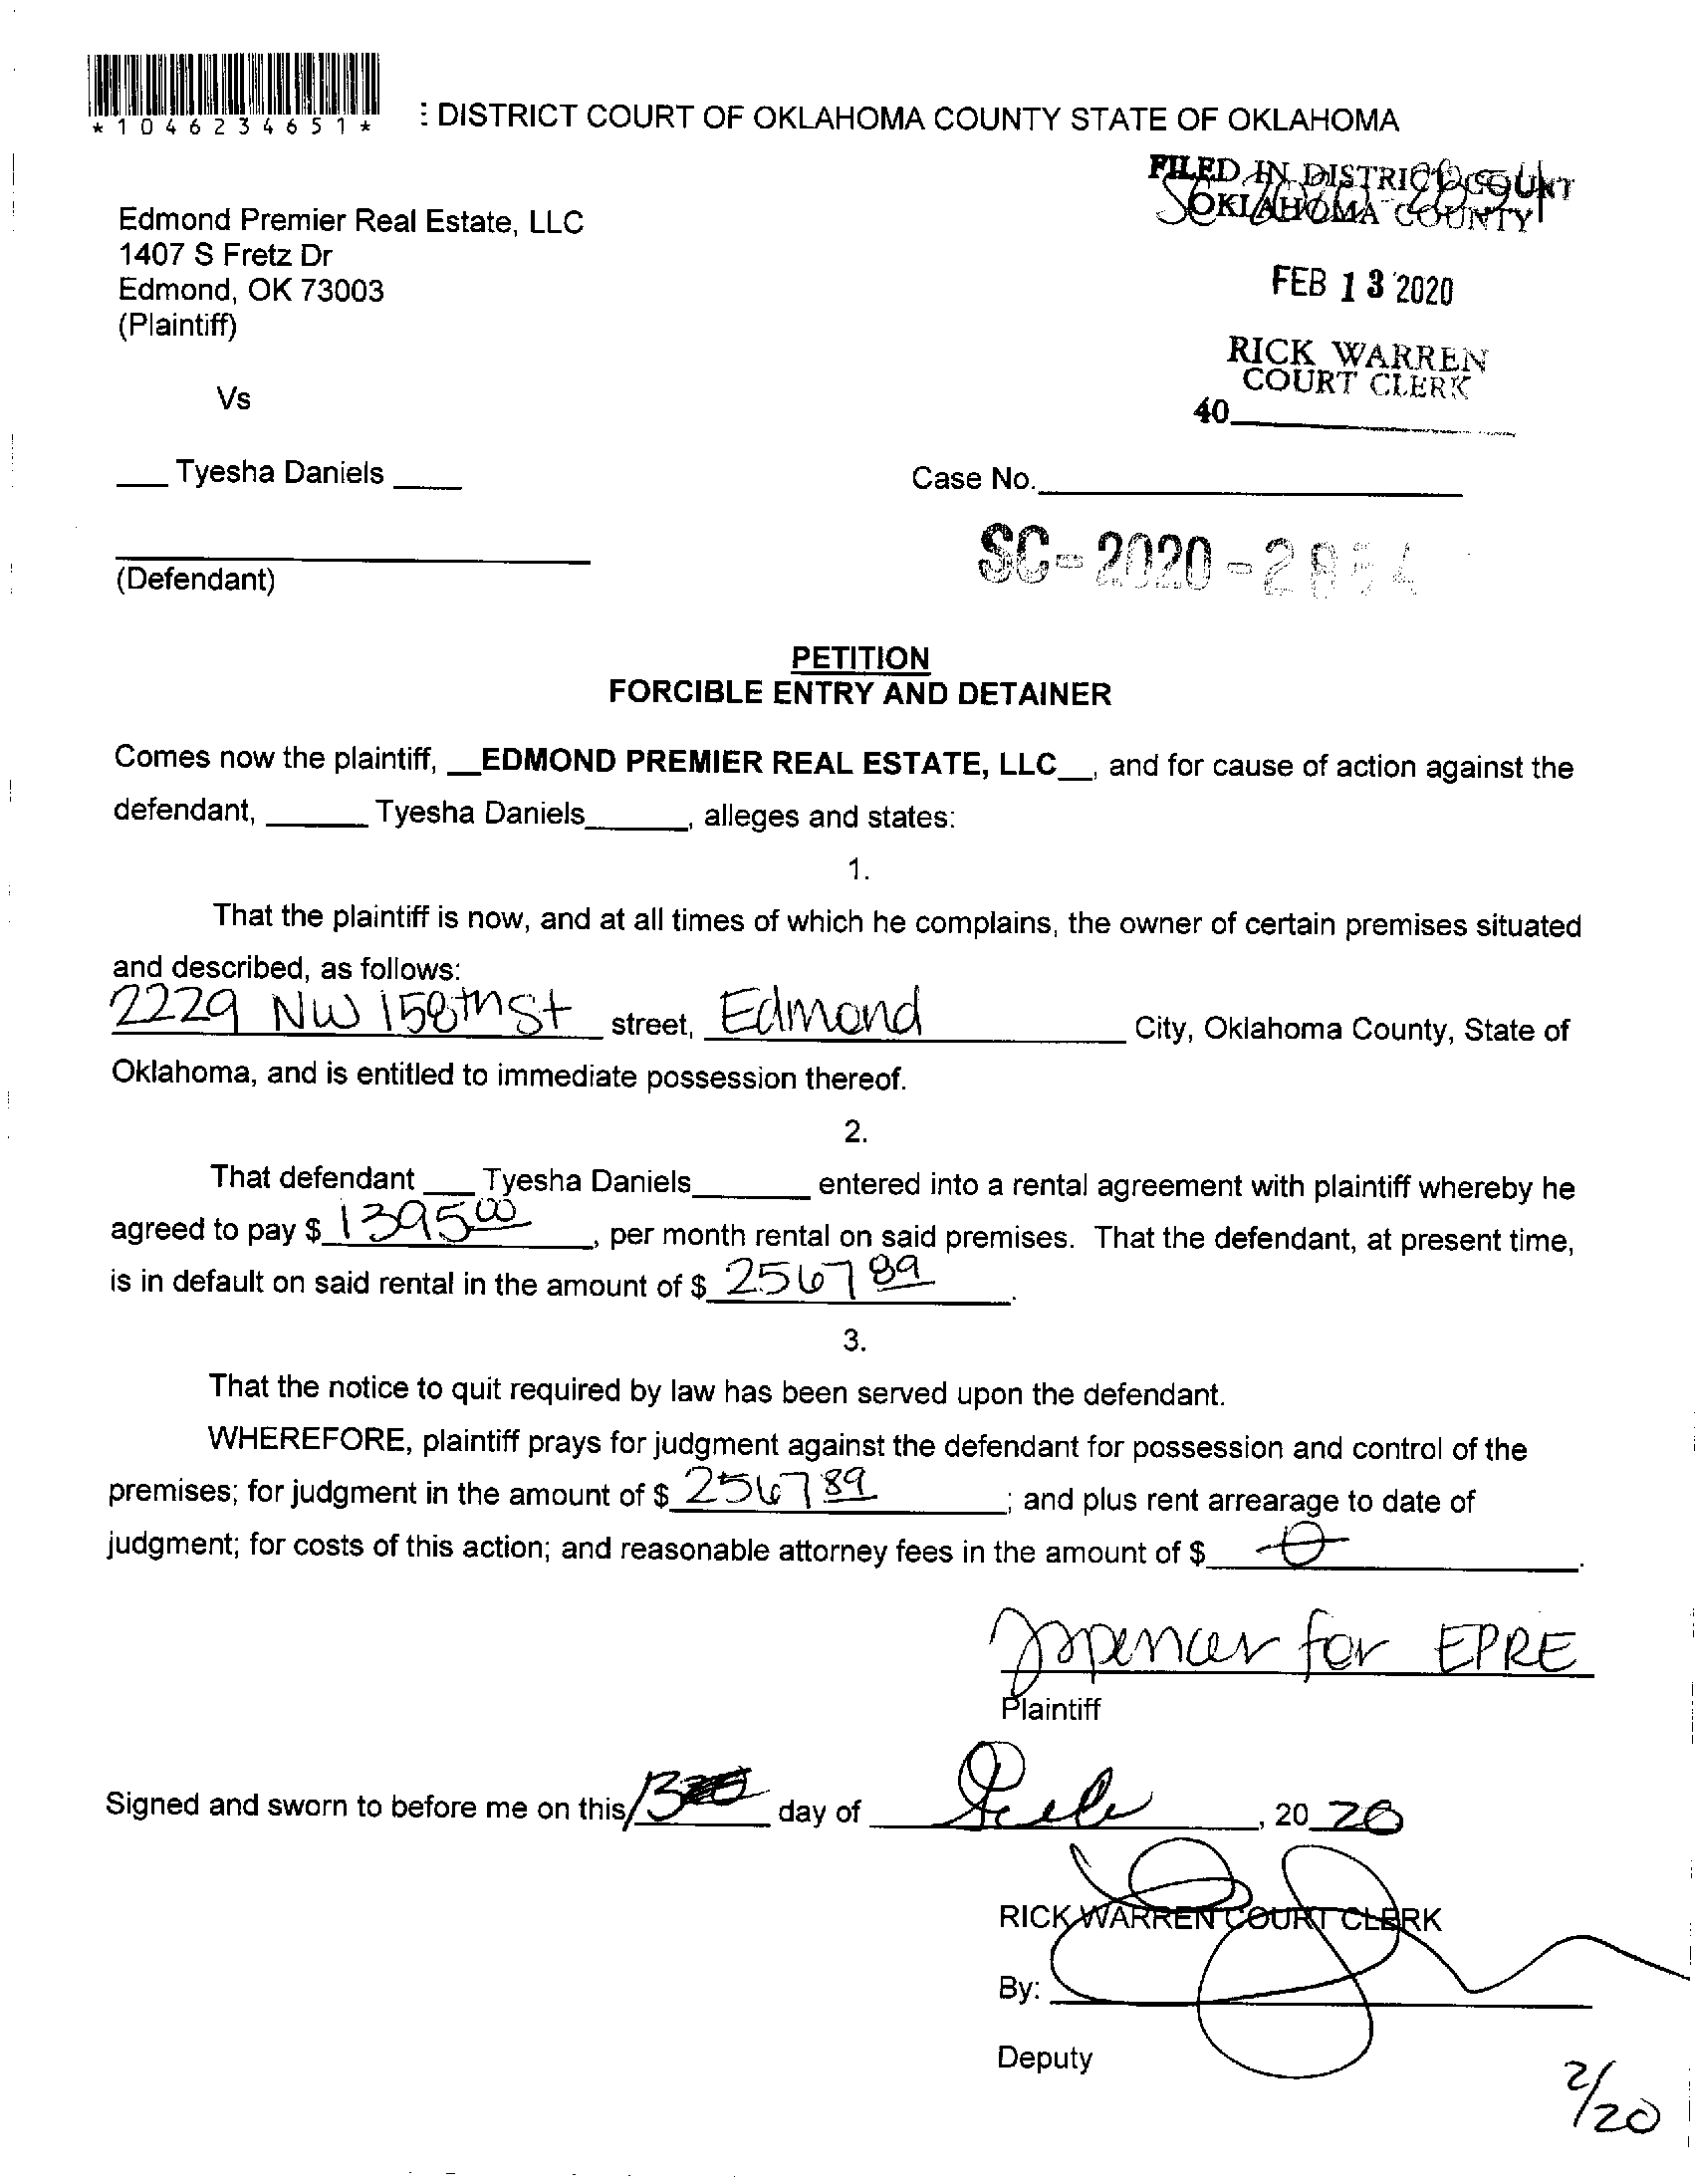 *1046234651*
: DISTRICT COURT OF OKLAHOMA COUNTY STATE OF OKLAHOMA
FILED IN DISTRICT COURT
OKLAHOMA COUNTY
Edmond Premier Real Estate, LLC
1407 S Fretz Dr
Edmond, OK 73003
(Plaintiff)
FEB 13 2020
RICK WARREN
COURT CLERK
40
Vs
Tyesha Daniels
Case No.
SC-2020-2854
(Defendant)
PETITION
FORCIBLE ENTRY AND DETAINER
Comes now the plaintiff, EDMOND PREMIER REAL ESTATE, LLC, and for cause of action against the
defendant, Tyesha Daniels, alleges and states:
1.
That the plaintiff is now, and at all times of which he complains, the owner of certain premises situated
and described, as follows:
2229 NW 158th St street, Edmond City, Oklahoma County, State of
Oklahoma, and is entitled to immediate possession thereof.
2.
That defendant Tyesha Daniels entered into a rental agreement with plaintiff whereby he
agreed to pay $ 1395 00, per month rental on said premises. That the defendant, at present time,
is in default on said rental in the amount of $ 2567 89.
3.
That the notice to quit required by law has been served upon the defendant.
WHEREFORE, plaintiff prays for judgment against the defendant for possession and control of the
premises; for judgment in the amount of $ 2567 89; and plus rent arrearage to date of
judgment; for costs of this action; and reasonable attorney fees in the amount of $ 0.
JSpencer for EPRE
Plaintiff
Signed and sworn to before me on this 13 day of Feb, 20 20
RICK WARREN COURT CLERK
By:
Deputy
2/20